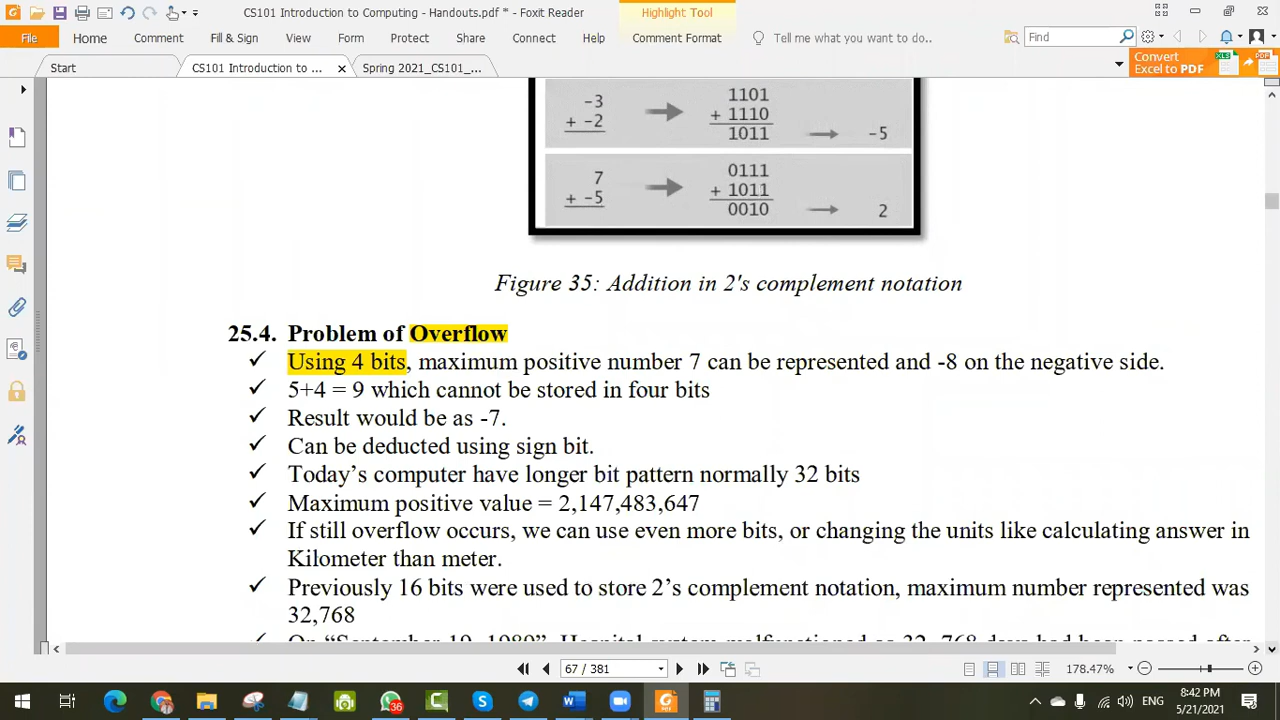 CS101 Introduction to Computing - Handouts.pdf * - Foxit Reader
Highlight Tool
File Home Comment Fill & Sign View Form Protect Share Connect Help Comment Format Tell me what you want to do.. Find
Start CS101 Introduction to ... Spring 2021_CS101_...
Convert
Excel to PDF
-3 1101
+ -2 + 1110
1011 -5
7 0111
+ -5 + 1011
0010 2
Figure 35: Addition in 2's complement notation
25.4. Problem of Overflow
✓ Using 4 bits, maximum positive number 7 can be represented and -8 on the negative side.
✓ 5+4 = 9 which cannot be stored in four bits
✓ Result would be as -7.
✓ Can be deducted using sign bit.
✓ Today's computer have longer bit pattern normally 32 bits
✓ Maximum positive value = 2,147,483,647
✓ If still overflow occurs, we can use even more bits, or changing the units like calculating answer in
Kilometer than meter.
✓ Previously 16 bits were used to store 2's complement notation, maximum number represented was
32,768
67 / 381
178.47%
36
ENG
8:42 PM
5/21/2021